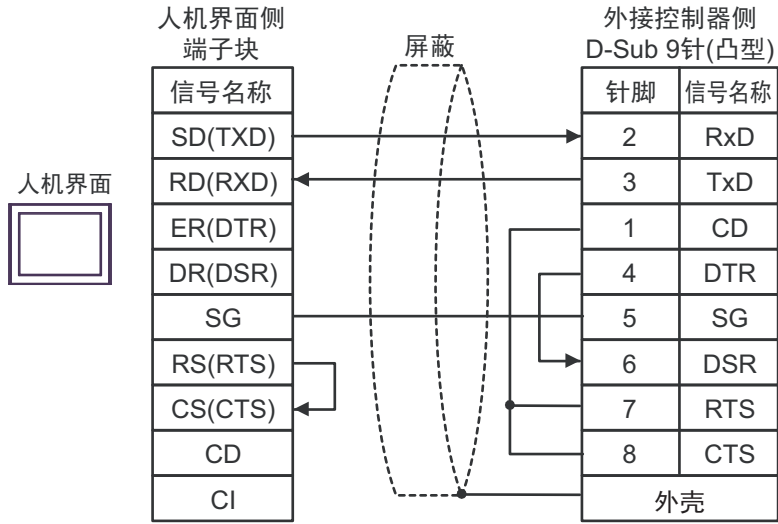 人机界面侧
端子块
屏蔽
外接控制器侧
D-Sub 9针(凸型)
人机界面
信号名称
SD(TXD)
RD(RXD)
ER(DTR)
DR(DSR)
SG
RS(RTS)
CS(CTS)
CD
CI
针脚 信号名称
2 RxD
3 TxD
1 CD
4 DTR
5 SG
6 DSR
7 RTS
8 CTS
外壳